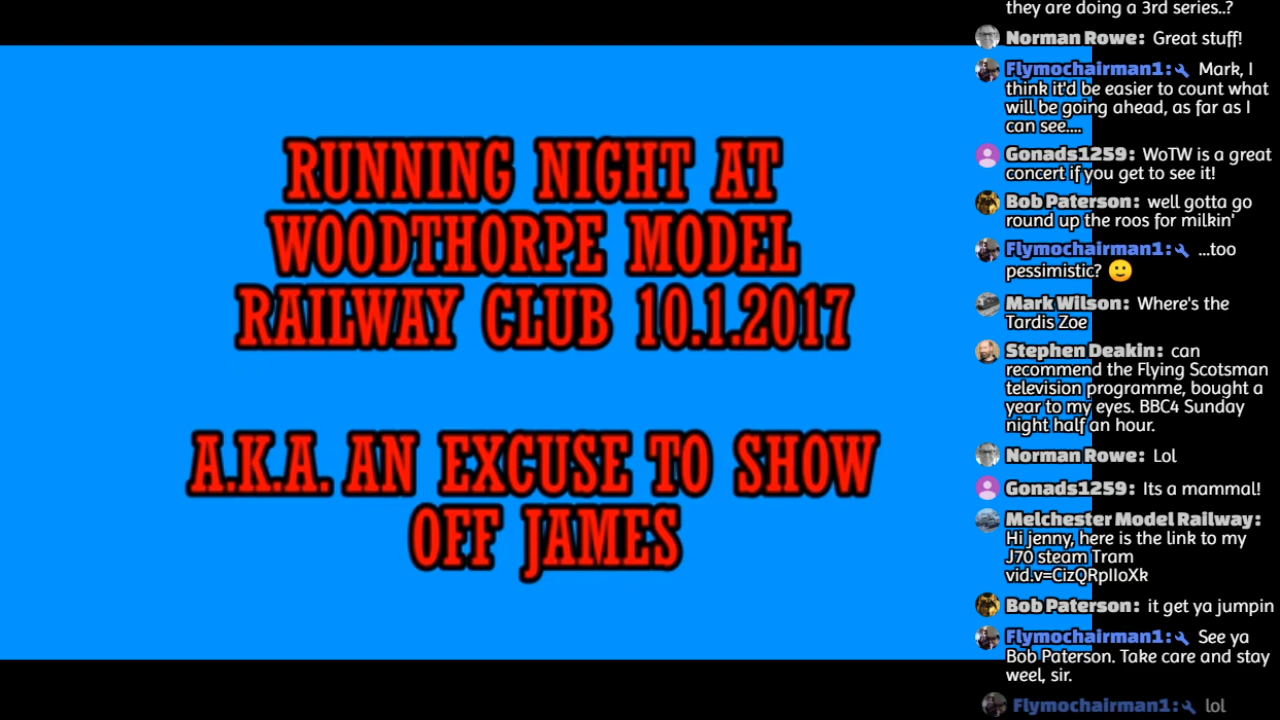 RUNNING NIGHT AT
WOODTHORPE MODEL
RAILWAY CLUB 10.1.2017
A.K.A. AN EXCUSE TO SHOW
OFF JAMES
they are doing a 3rd series..?
Norman Rowe: Great stuff!
Flymochairman1: Mark, I
think it'd be easier to count what
will be going ahead, as far as I
can see....
Gonads1259: WoTW is a great
concert if you get to see it!
Bob Paterson: well gotta go
round up the roos for milkin'
Flymochairman1: ...too
pessimistic? 🙂
Mark Wilson: Where's the
Tardis Zoe
Stephen Deakin: can
recommend the Flying Scotsman
television programme, bought a
year to my eyes. BBC4 Sunday
night half an hour.
Norman Rowe: Lol
Gonads1259: Its a mammal!
Melchester Model Railway:
Hi jenny, here is the link to my
J70 steam Tram
vid.v=CizQRpIIoXk
Bob Paterson: it get ya jumpin
Flymochairman1: See ya
Bob Paterson. Take care and stay
weel, sir.
Flymochairman1: lol